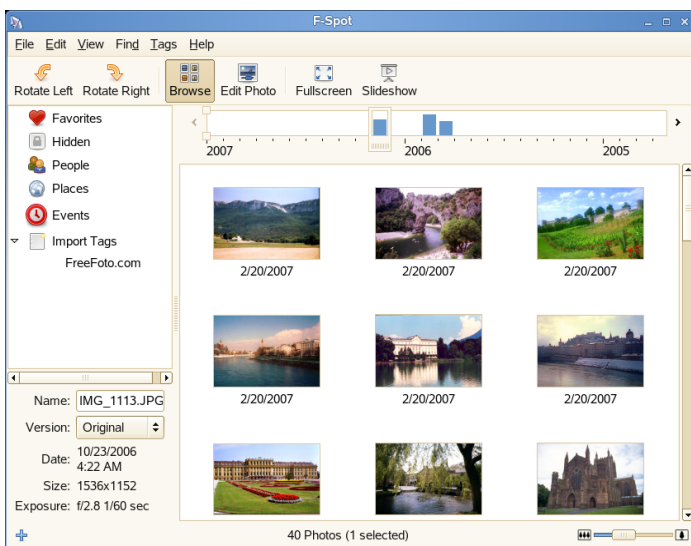 F-Spot
File Edit View Find Tags Help
Rotate Left Rotate Right Browse Edit Photo Fullscreen Slideshow
Favorites
Hidden
People
Places
Events
Import Tags
FreeFoto.com
2007 2006 2005
2/20/2007 2/20/2007 2/20/2007
2/20/2007 2/20/2007 2/20/2007
Name: IMG_1113.JPG
Version: Original
Date: 10/23/2006
4:22 AM
Size: 1536x1152
Exposure: f/2.8 1/60 sec
40 Photos (1 selected)